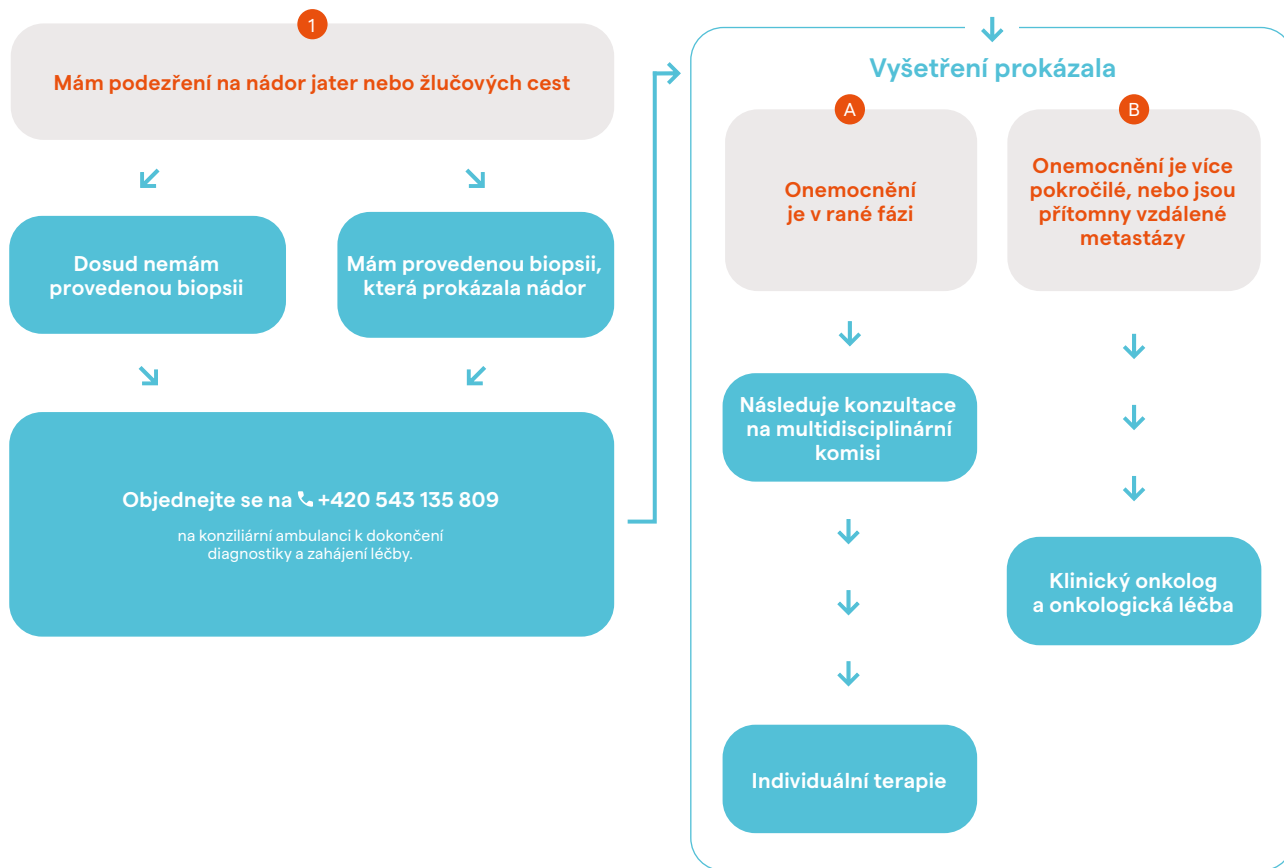 1
Mám podezření na nádor jater nebo žlučových cest
Dosud nemám
provedenou biopsii
Mám provedenou biopsii,
která prokázala nádor
Objednejte se na +420 543 135 809
na konziliární ambulanci k dokončení
diagnostiky a zahájení léčby.
Vyšetření prokázala
A
Onemocnění
je v rané fázi
Následuje konzultace
na multidisciplinární
komisi
Individuální terapie
B
Onemocnění je více
pokročilé, nebo jsou
přítomny vzdálené
metastázy
Klinický onkolog
a onkologická léčba